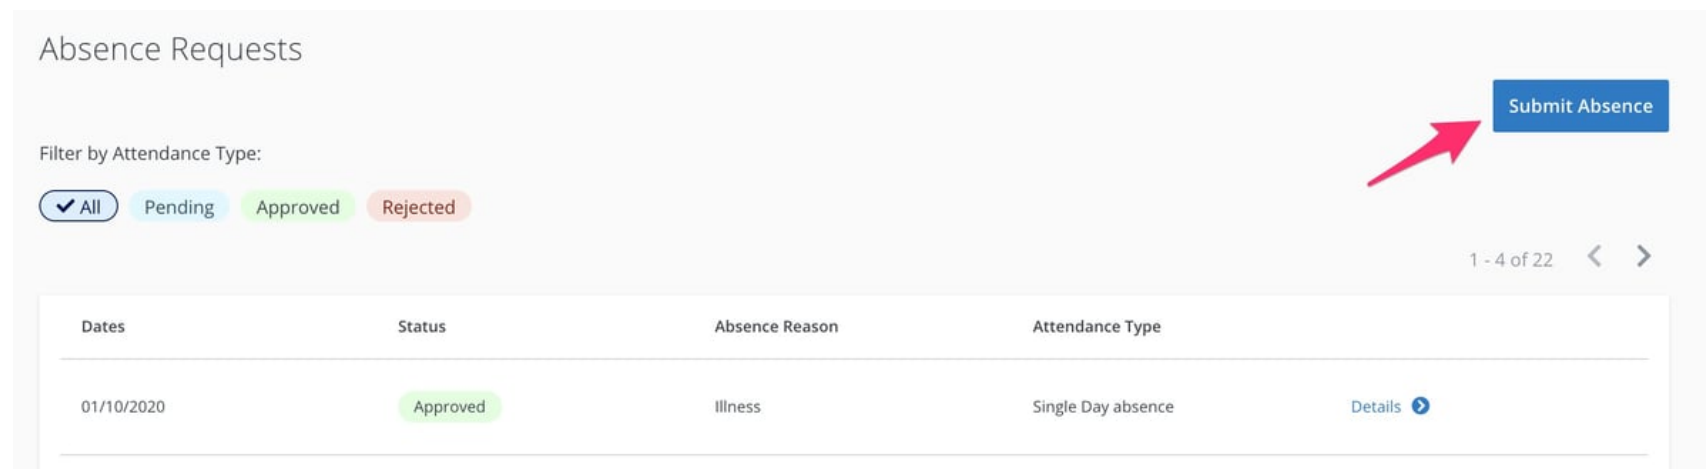 Absence Requests
Submit Absence
Filter by Attendance Type:
All Pending Approved Rejected
1 - 4 of 22
Dates Status Absence Reason Attendance Type
01/10/2020 Approved Illness Single Day absence Details